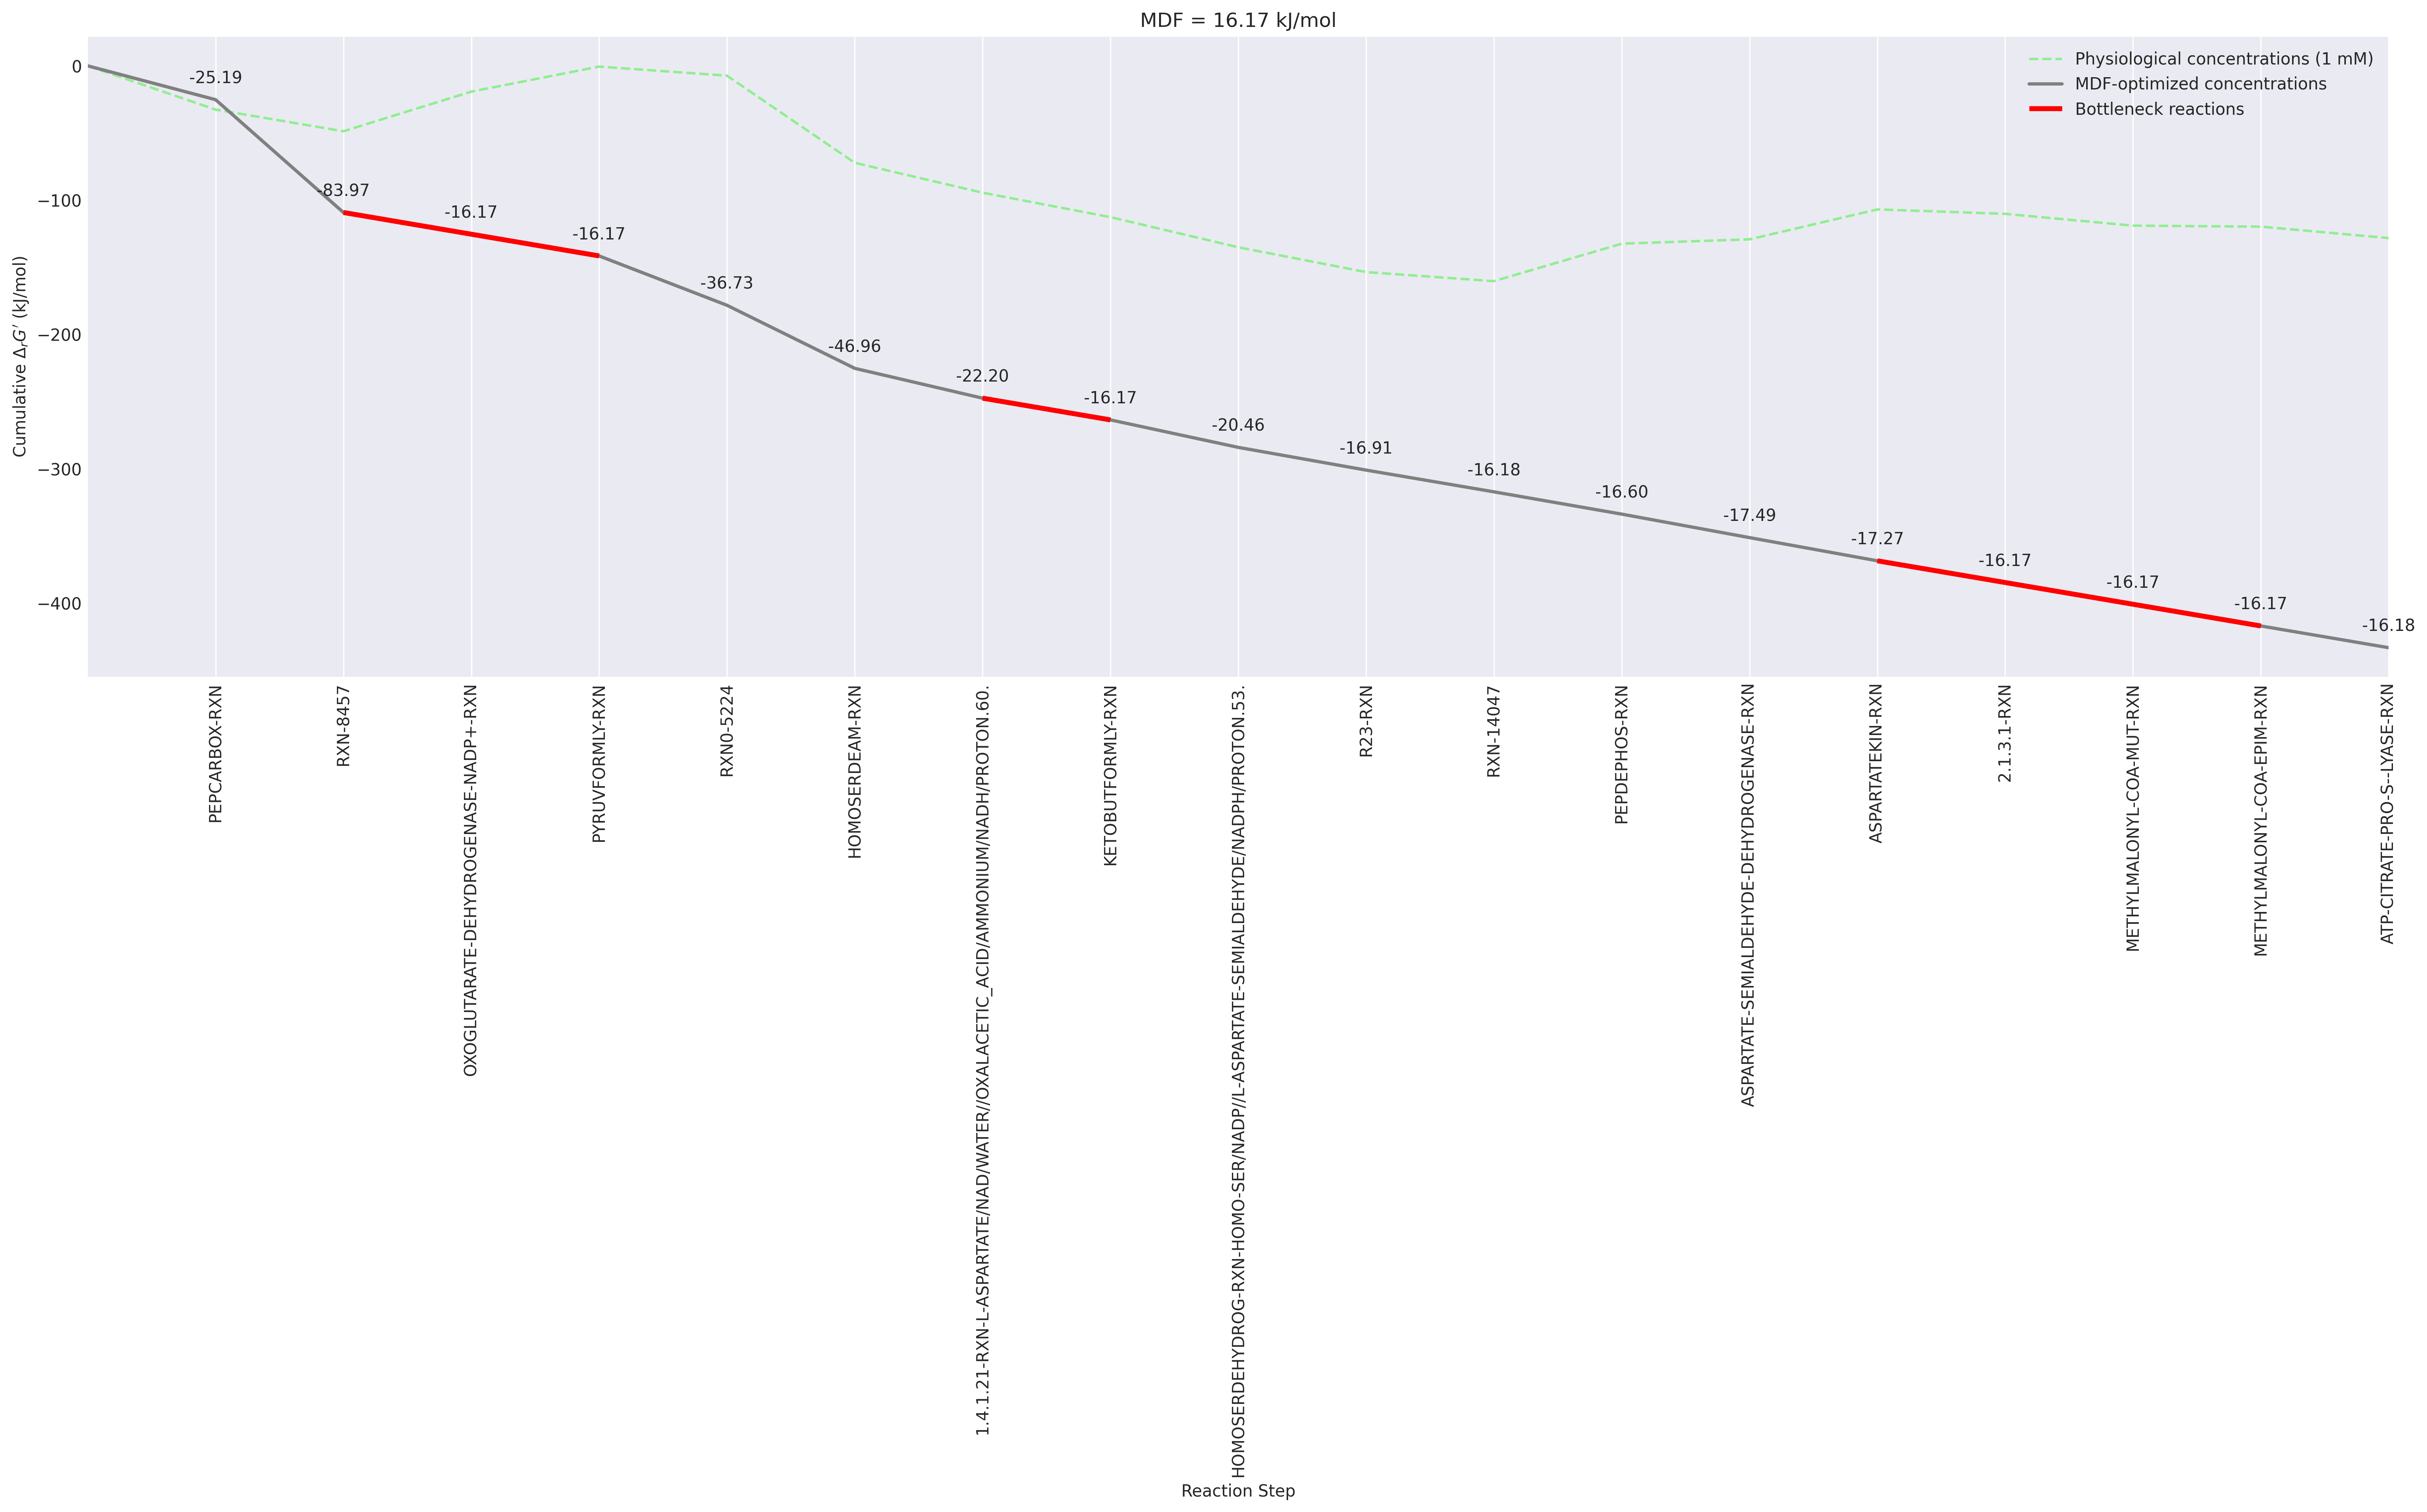 MDF = 16.17 kJ/mol
Physiological concentrations (1 mM)
MDF-optimized concentrations
Bottleneck reactions
Cumulative ΔrG′ (kJ/mol)
0
−100
−200
−300
−400
-25.19
-83.97
-16.17
-16.17
-36.73
-46.96
-22.20
-16.17
-20.46
-16.91
-16.18
-16.60
-17.49
-17.27
-16.17
-16.17
-16.17
-16.18
PEPCARBOX-RXN
RXN-8457
OXOGLUTARATE-DEHYDROGENASE-NADP+-RXN
PYRUVFORMLY-RXN
RXN0-5224
HOMOSERDEAM-RXN
1.4.1.21-RXN-L-ASPARTATE/NAD/WATER//OXALACETIC_ACID/AMMONIUM/NADH/PROTON.60.
KETOBUTFORMLY-RXN
HOMOSERDEHYDROG-RXN-HOMO-SER/NADP//L-ASPARTATE-SEMIALDEHYDE/NADPH/PROTON.53.
R23-RXN
RXN-14047
PEPDEPHOS-RXN
ASPARTATE-SEMIALDEHYDE-DEHYDROGENASE-RXN
ASPARTATEKIN-RXN
2.1.3.1-RXN
METHYLMALONYL-COA-MUT-RXN
METHYLMALONYL-COA-EPIM-RXN
ATP-CITRATE-PRO-S--LYASE-RXN
Reaction Step